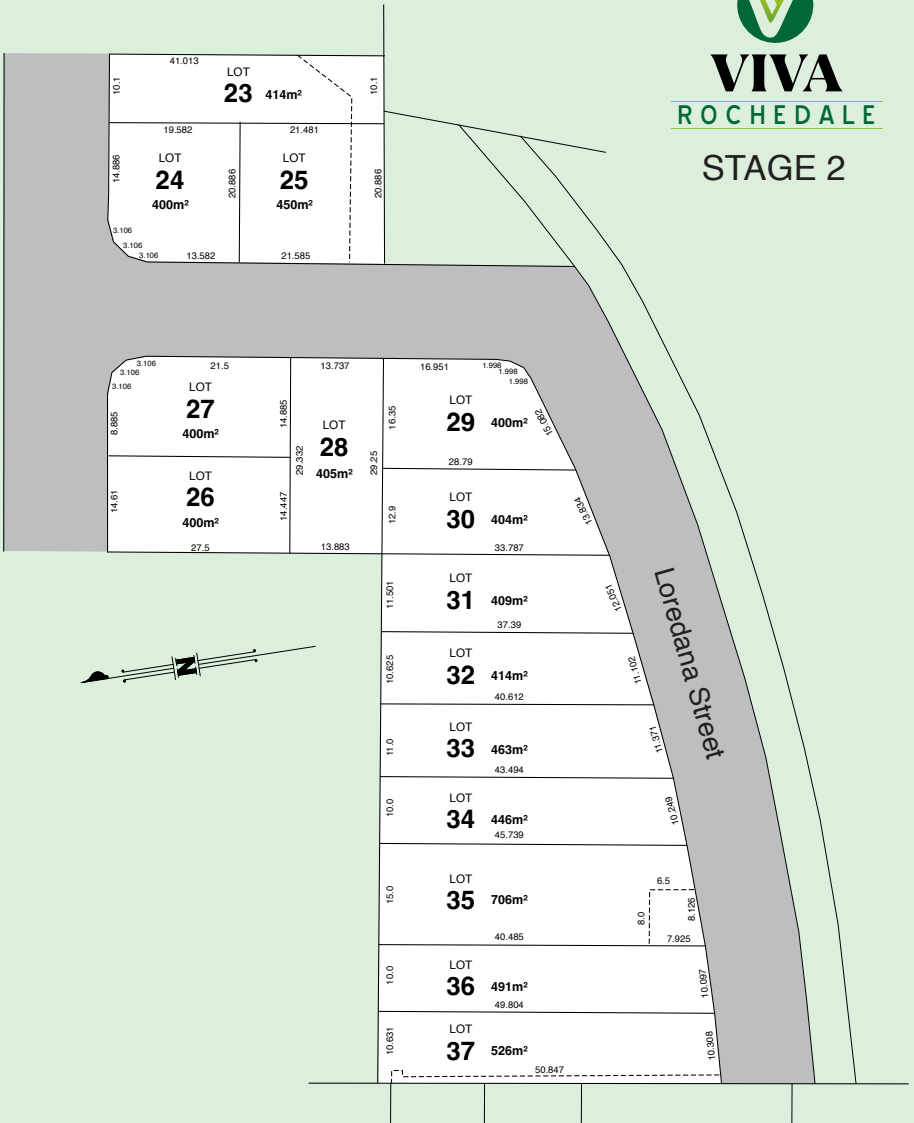 VIVA
ROCHEDALE
STAGE 2
41.013
LOT
23 414m²
10.1
10.1
19.582
21.481
LOT
24
400m²
14.886
20.886
LOT
25
450m²
20.886
3.106
3.106
3.106
13.582
21.585
3.106
3.106
3.106
21.5
13.737
16.951
1.998
1.998
1.998
LOT
27
400m²
8.885
14.885
LOT
28
405m²
29.332
29.25
LOT
29 400m²
16.35
15.082
28.79
LOT
26
400m²
14.61
14.447
27.5
13.883
LOT
30 404m²
12.9
13.834
33.787
LOT
31 409m²
11.501
12.051
37.39
LOT
32 414m²
10.625
11.102
40.612
LOT
33 463m²
11.0
11.371
43.494
LOT
34 446m²
10.0
10.249
45.739
LOT
35 706m²
15.0
6.5
8.0
8.126
7.925
40.485
LOT
36 491m²
10.0
10.097
49.804
LOT
37 526m²
10.631
10.308
50.847
Loredana Street
N